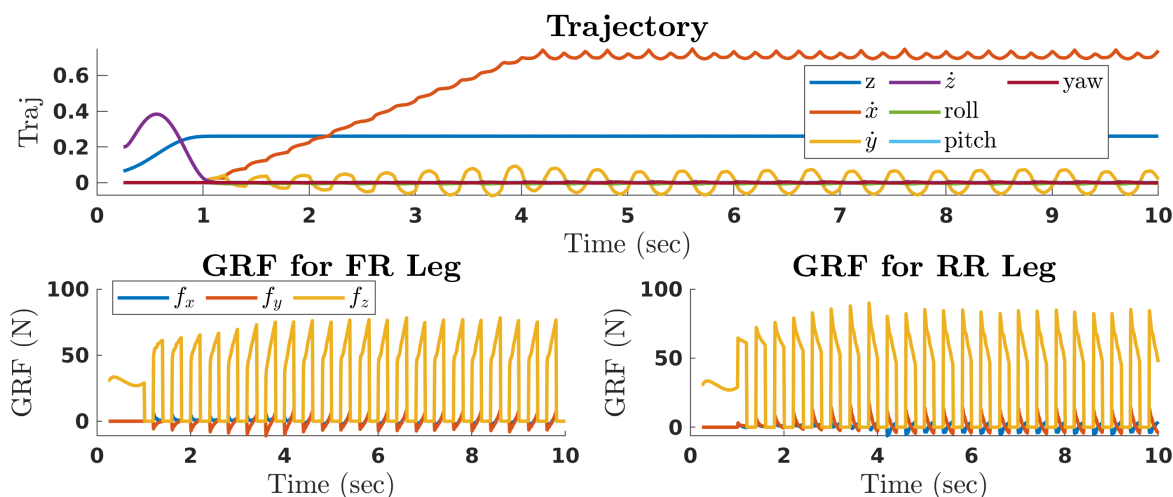 Trajectory
Traj
0.6
0.4
0.2
0
z
ż
yaw
ẋ
roll
ẏ
pitch
0 1 2 3 4 5 6 7 8 9 10
Time (sec)
GRF for FR Leg
GRF (N)
100
50
0
f_x f_y f_z
0 2 4 6 8 10
Time (sec)
GRF for RR Leg
GRF (N)
100
50
0
0 2 4 6 8 10
Time (sec)